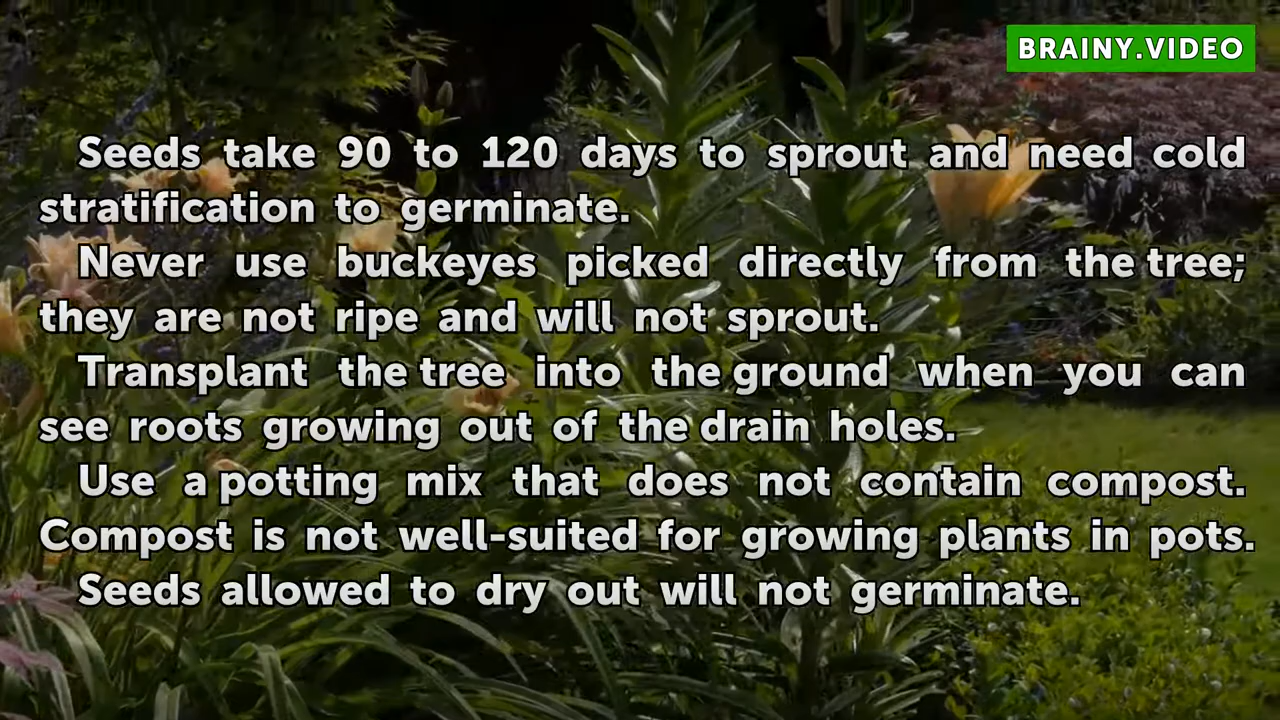 BRAINY.VIDEO
Seeds take 90 to 120 days to sprout and need cold
stratification to germinate.
Never use buckeyes picked directly from the tree;
they are not ripe and will not sprout.
Transplant the tree into the ground when you can
see roots growing out of the drain holes.
Use a potting mix that does not contain compost.
Compost is not well-suited for growing plants in pots.
Seeds allowed to dry out will not germinate.